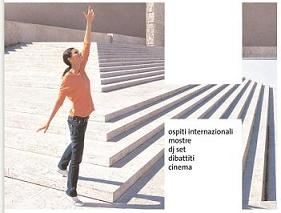 ospiti internazionali
mostre
dj set
dibattiti
cinema